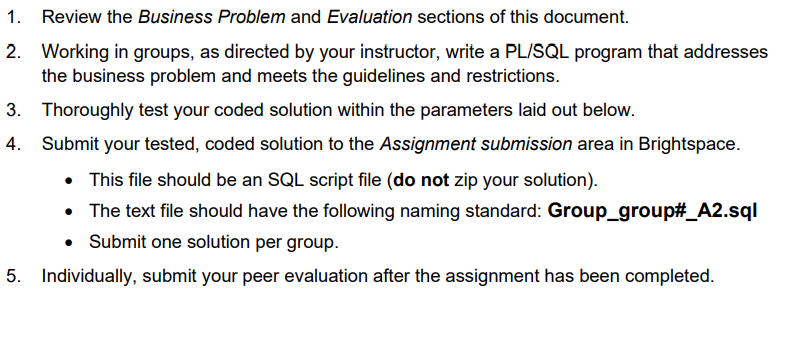 1. Review the Business Problem and Evaluation sections of this document.
2. Working in groups, as directed by your instructor, write a PL/SQL program that addresses
the business problem and meets the guidelines and restrictions.
3. Thoroughly test your coded solution within the parameters laid out below.
4. Submit your tested, coded solution to the Assignment submission area in Brightspace.
• This file should be an SQL script file (do not zip your solution).
• The text file should have the following naming standard: Group_group#_A2.sql
• Submit one solution per group.
5. Individually, submit your peer evaluation after the assignment has been completed.